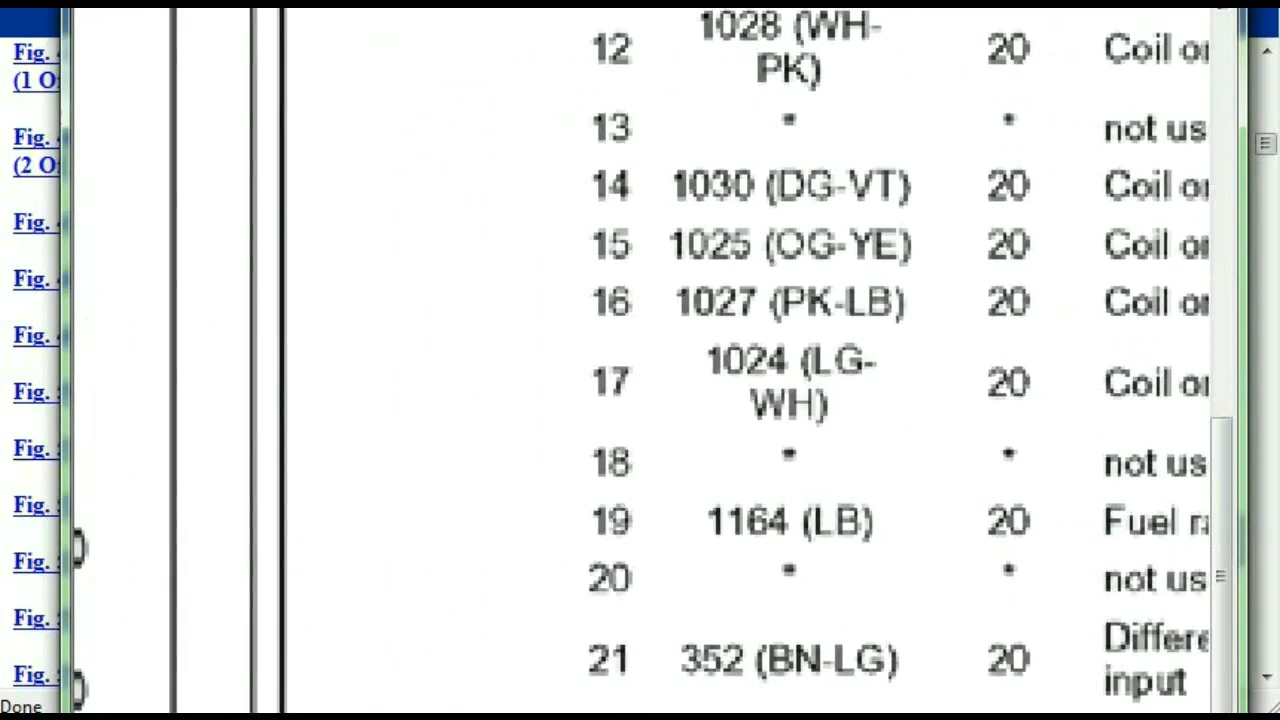 Fig.
(1 O
Fig.
(2 O
Fig.
Fig.
Fig.
Fig.
Fig.
Fig.
Fig.
Fig.
Fig.
Done
12 1028 (WH-PK) 20 Coil o
13 * * not us
14 1030 (DG-VT) 20 Coil o
15 1025 (OG-YE) 20 Coil o
16 1027 (PK-LB) 20 Coil o
17 1024 (LG-WH) 20 Coil o
18 * * not us
19 1164 (LB) 20 Fuel r
20 * * not us
21 352 (BN-LG) 20 Differe
input